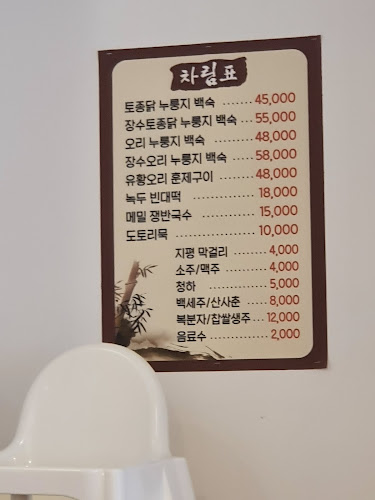 차림표
토종닭 누룽지 백숙 ....... 45,000
장수토종닭 누룽지 백숙 ... 55,000
오리 누룽지 백숙 ......... 48,000
장수오리 누룽지 백숙 ...... 58,000
유황오리 훈제구이 ........ 48,000
녹두 빈대떡 ............. 18,000
메밀 쟁반국수 ........... 15,000
도토리묵 ............... 10,000
지평 막걸리 ........ 4,000
소주/맥주 ......... 4,000
청하 ............. 5,000
백세주/산사춘 ..... 8,000
복분자/찹쌀생주 ... 12,000
음료수 ............ 2,000